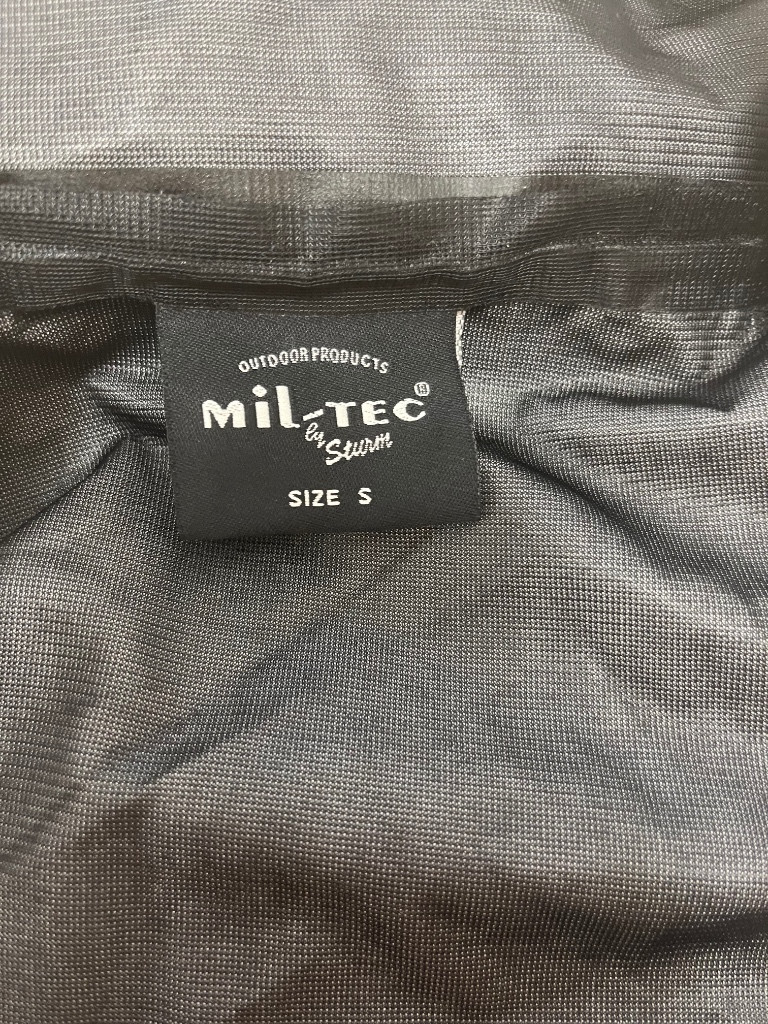 OUTDOOR PRODUCTS
MIL-TEC®
by Sturm
SIZE S